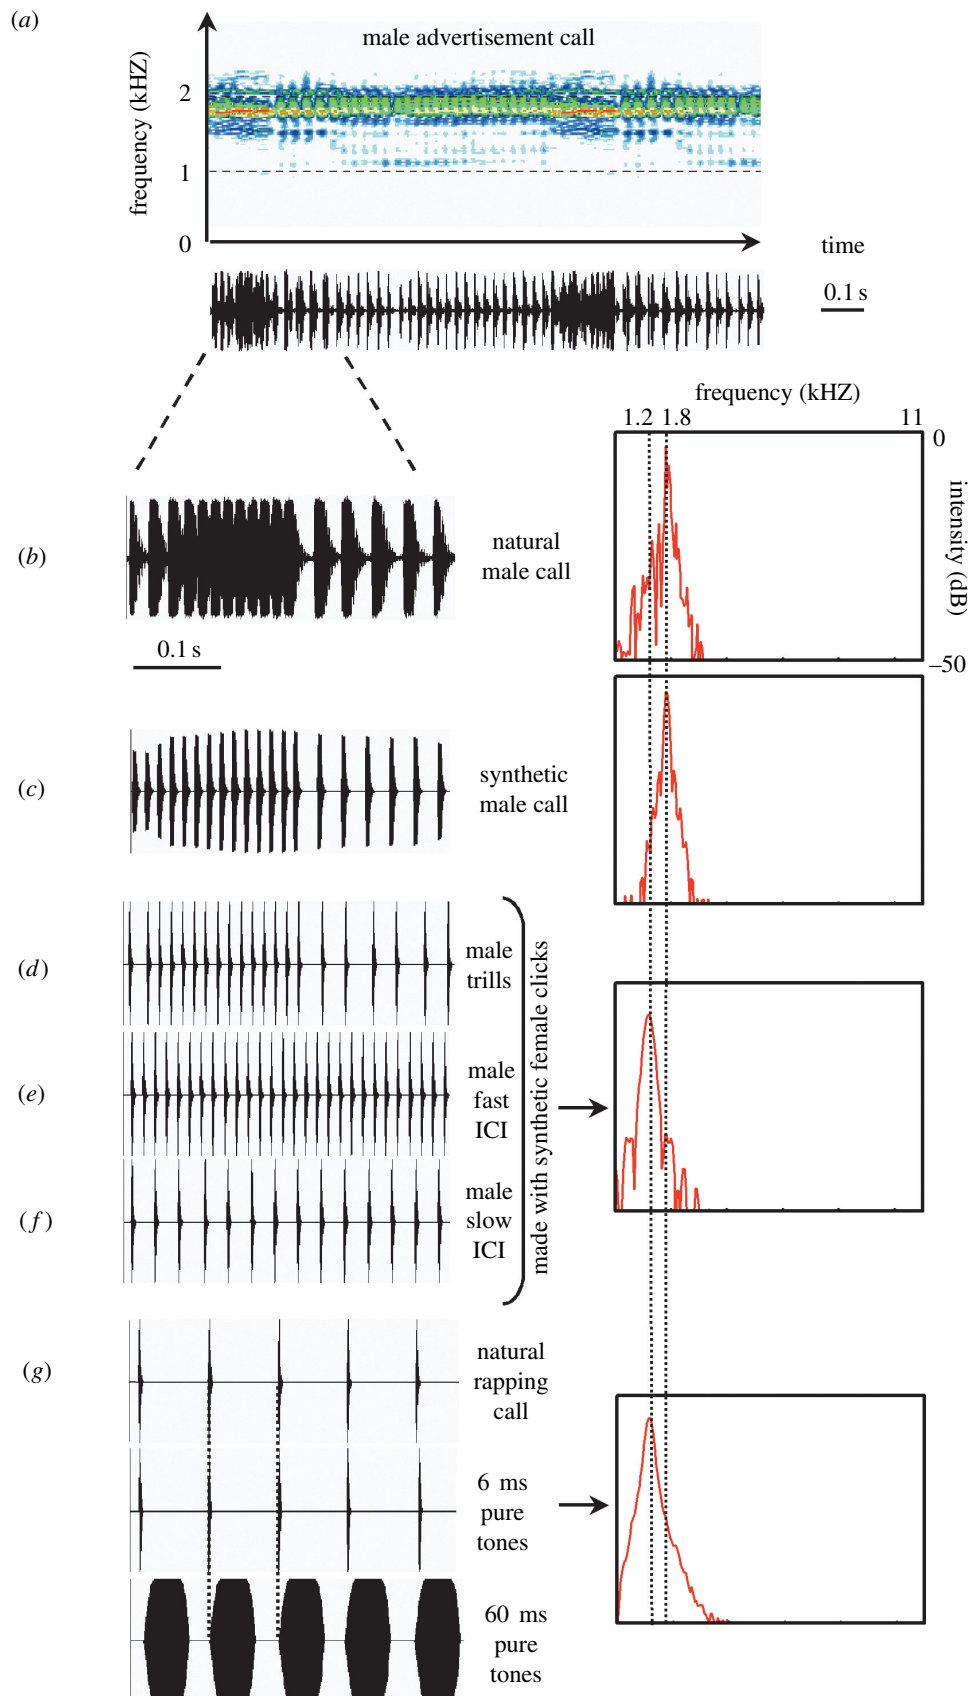 (a)
male advertisement call
frequency (kHZ)
2
1
0
time
0.1 s
frequency (kHZ)
1.2 1.8 11
0
intensity (dB)
–50
(b)
natural
male call
0.1 s
(c)
synthetic
male call
(d)
male
trills
(e)
male
fast
ICI
(f)
male
slow
ICI
made with synthetic female clicks
(g)
natural
rapping
call
6 ms
pure
tones
60 ms
pure
tones